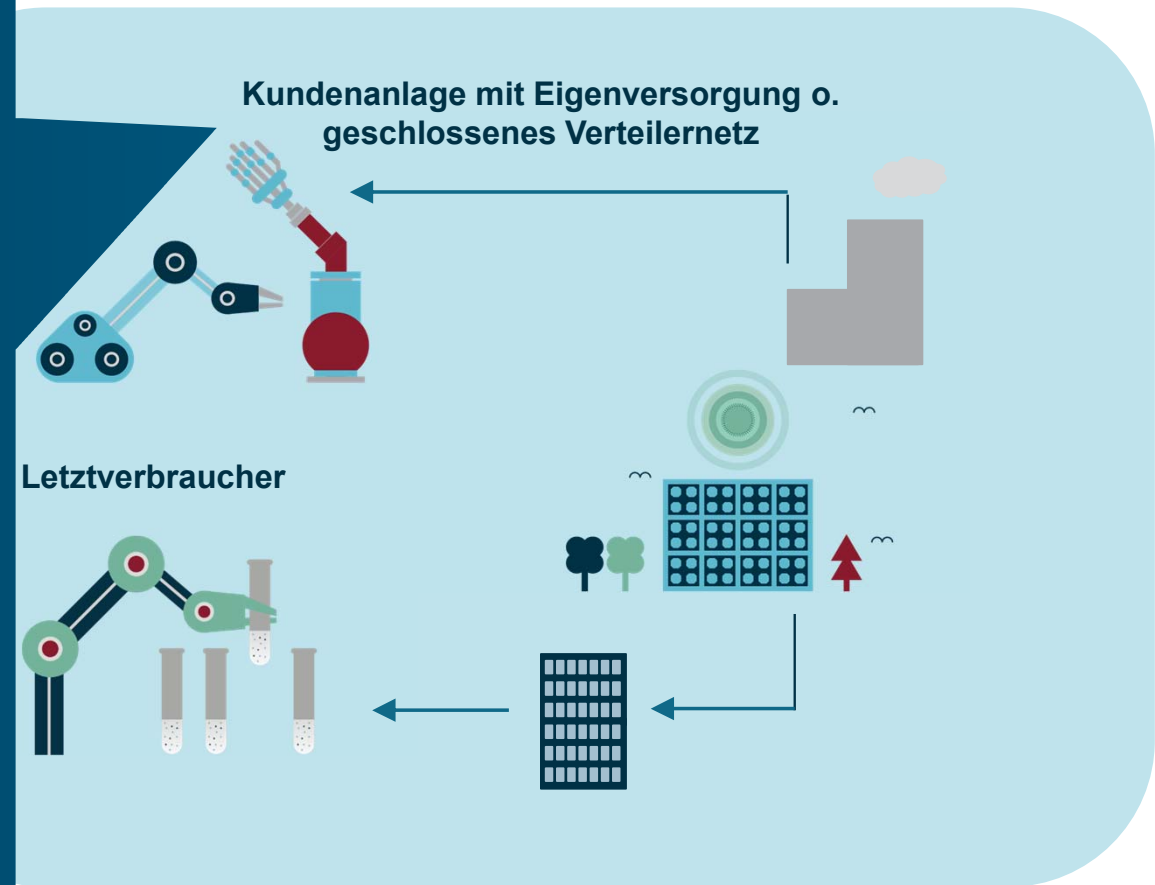 Kundenanlage mit Eigenversorgung o.
geschlossenes Verteilernetz
Letztverbraucher